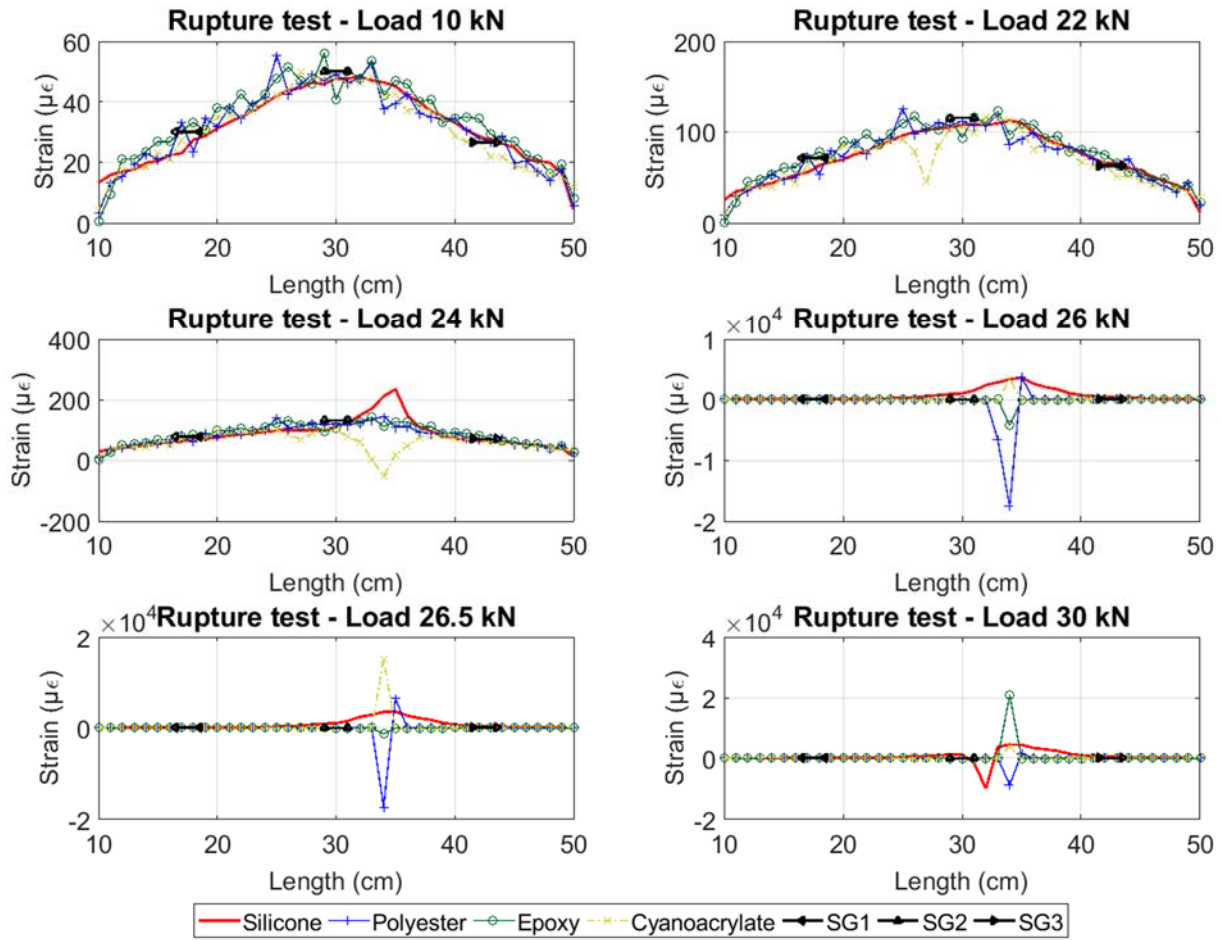 Rupture test - Load 10 kN
Strain (µϵ)
60
40
20
0
10 20 30 40 50
Length (cm)
Rupture test - Load 22 kN
Strain (µϵ)
200
100
0
10 20 30 40 50
Length (cm)
Rupture test - Load 24 kN
Strain (µϵ)
400
200
0
-200
10 20 30 40 50
Length (cm)
×10⁴ Rupture test - Load 26 kN
Strain (µϵ)
1
0
-1
-2
10 20 30 40 50
Length (cm)
×10⁴ Rupture test - Load 26.5 kN
Strain (µϵ)
2
0
-2
10 20 30 40 50
Length (cm)
×10⁴ Rupture test - Load 30 kN
Strain (µϵ)
4
2
0
-2
10 20 30 40 50
Length (cm)
Silicone Polyester Epoxy Cyanoacrylate SG1 SG2 SG3